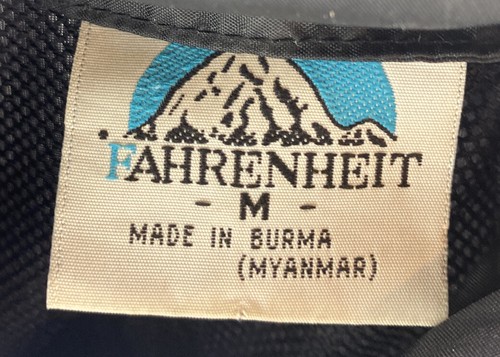 FAHRENHEIT
- M -
MADE IN BURMA
(MYANMAR)